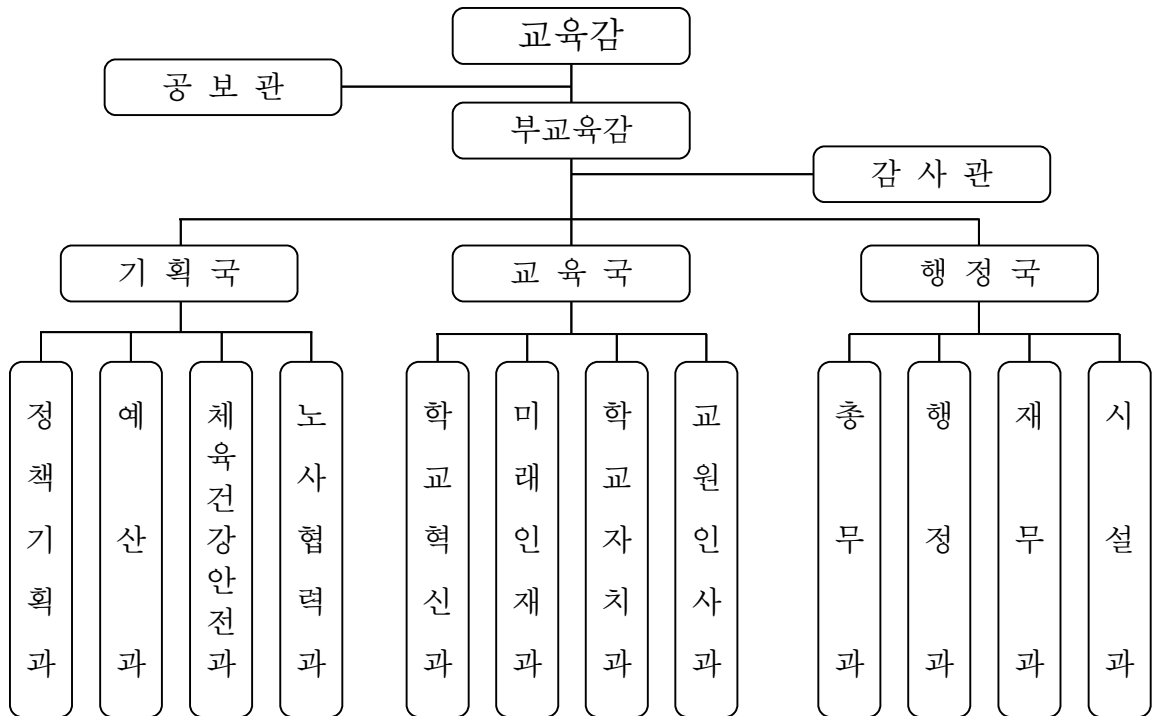 교육감
공 보 관
부교육감
감 사 관
기 획 국
교 육 국
행 정 국
정책기획과
예산과
체육건강안전과
노사협력과
학교혁신과
미래인재과
학교자치과
교원인사과
총무과
행정과
재무과
시설과